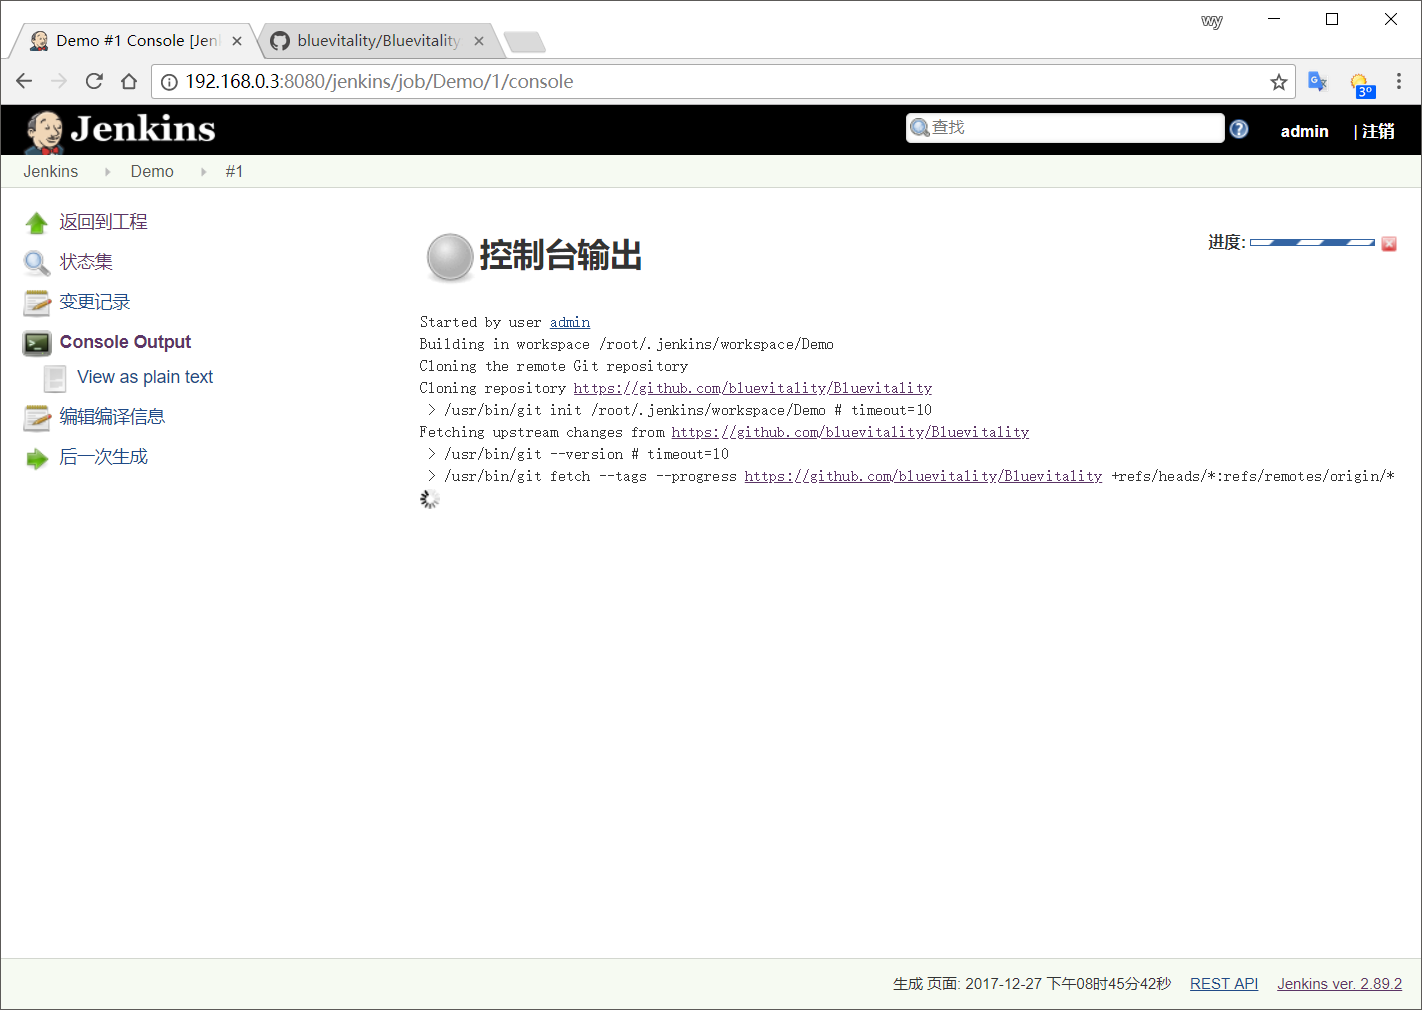 wy
Demo #1 Console [Jen
bluevitality/Bluevitality
192.168.0.3:8080/jenkins/job/Demo/1/console
3°
Jenkins
查找
admin
| 注销
Jenkins
Demo
#1
返回到工程
状态集
变更记录
Console Output
View as plain text
编辑编译信息
后一次生成
控制台输出
进度:
Started by user admin
Building in workspace /root/.jenkins/workspace/Demo
Cloning the remote Git repository
Cloning repository https://github.com/bluevitality/Bluevitality
> /usr/bin/git init /root/.jenkins/workspace/Demo # timeout=10
Fetching upstream changes from https://github.com/bluevitality/Bluevitality
> /usr/bin/git --version # timeout=10
> /usr/bin/git fetch --tags --progress https://github.com/bluevitality/Bluevitality +refs/heads/*:refs/remotes/origin/*
生成 页面: 2017-12-27 下午08时45分42秒
REST API
Jenkins ver. 2.89.2